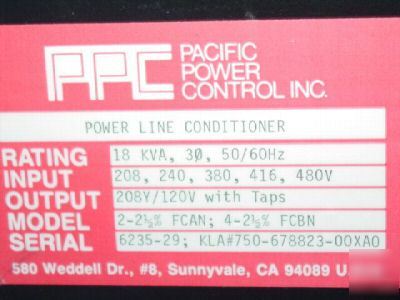 PPC PACIFIC
POWER
CONTROL INC.
POWER LINE CONDITIONER
RATING 18 KVA, 3Ø, 50/60Hz
INPUT 208, 240, 380, 416, 480V
OUTPUT 208Y/120V with Taps
MODEL 2-2½% FCAN; 4-2½% FCBN
SERIAL 6235-29; KLA#750-678823-00XA0
580 Weddell Dr., #8, Sunnyvale, CA 94089 U